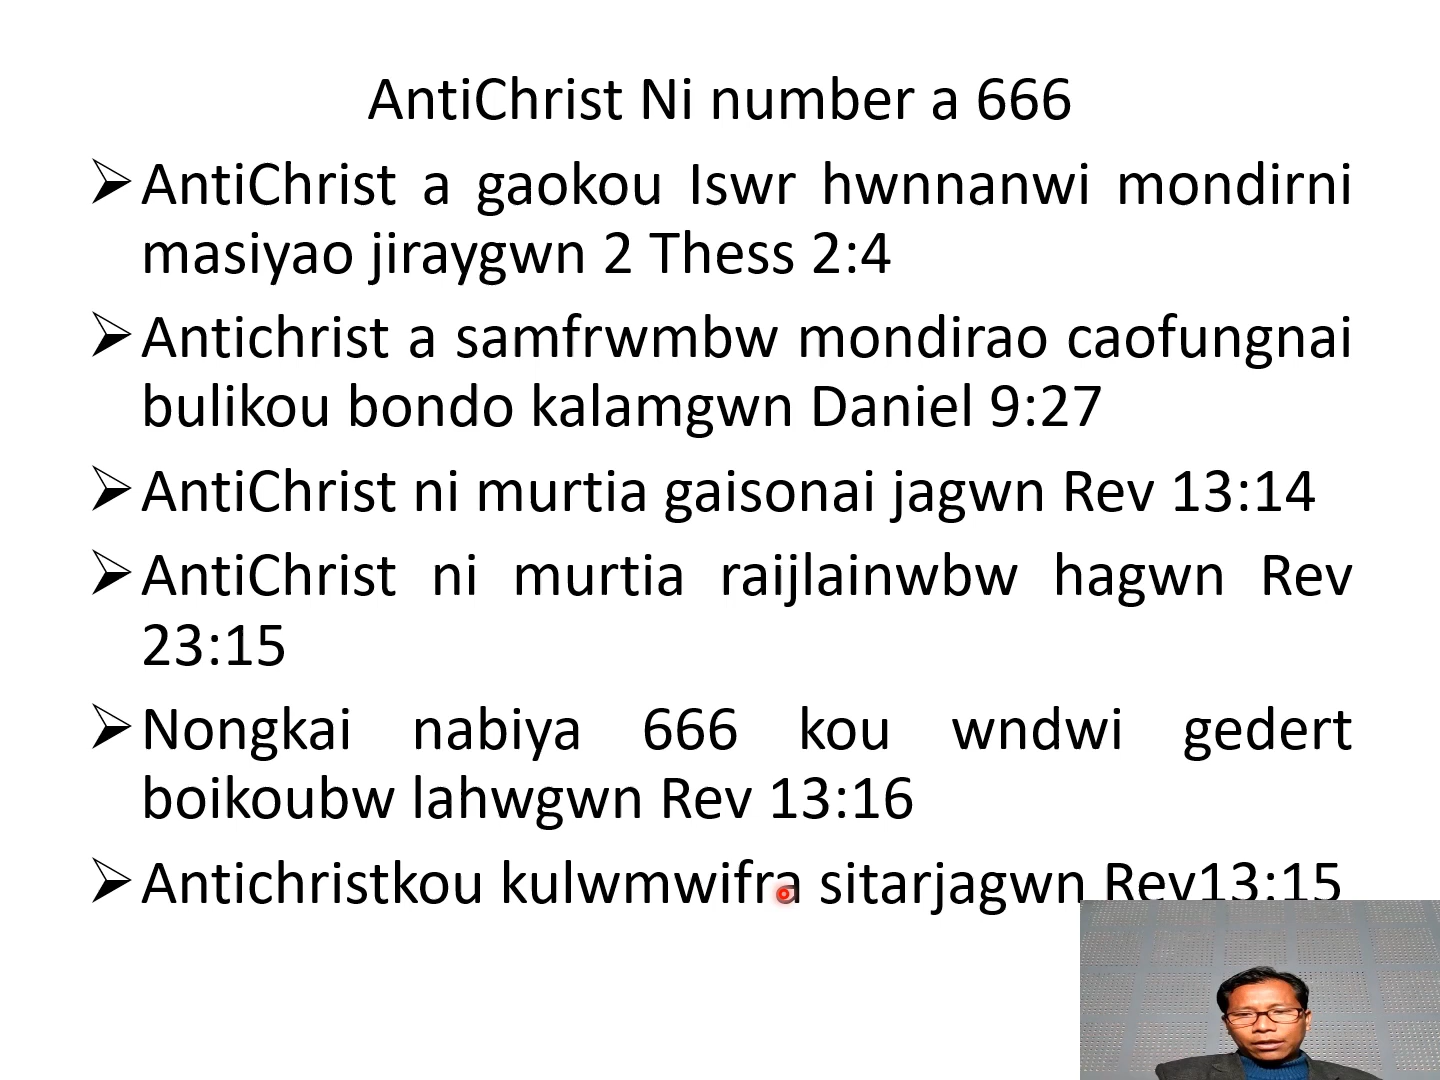 AntiChrist Ni number a 666
➢AntiChrist a gaokou Iswr hwnnanwi mondirni
masiyao jiraygwn 2 Thess 2:4
➢Antichrist a samfrwmbw mondirao caofungnai
bulikou bondo kalamgwn Daniel 9:27
➢AntiChrist ni murtia gaisonai jagwn Rev 13:14
➢AntiChrist ni murtia raijlainwbw hagwn Rev
23:15
➢Nongkai nabiya 666 kou wndwi gedert
boikoubw lahwgwn Rev 13:16
➢Antichristkou kulwmwifra sitarjagwn Rev13:15